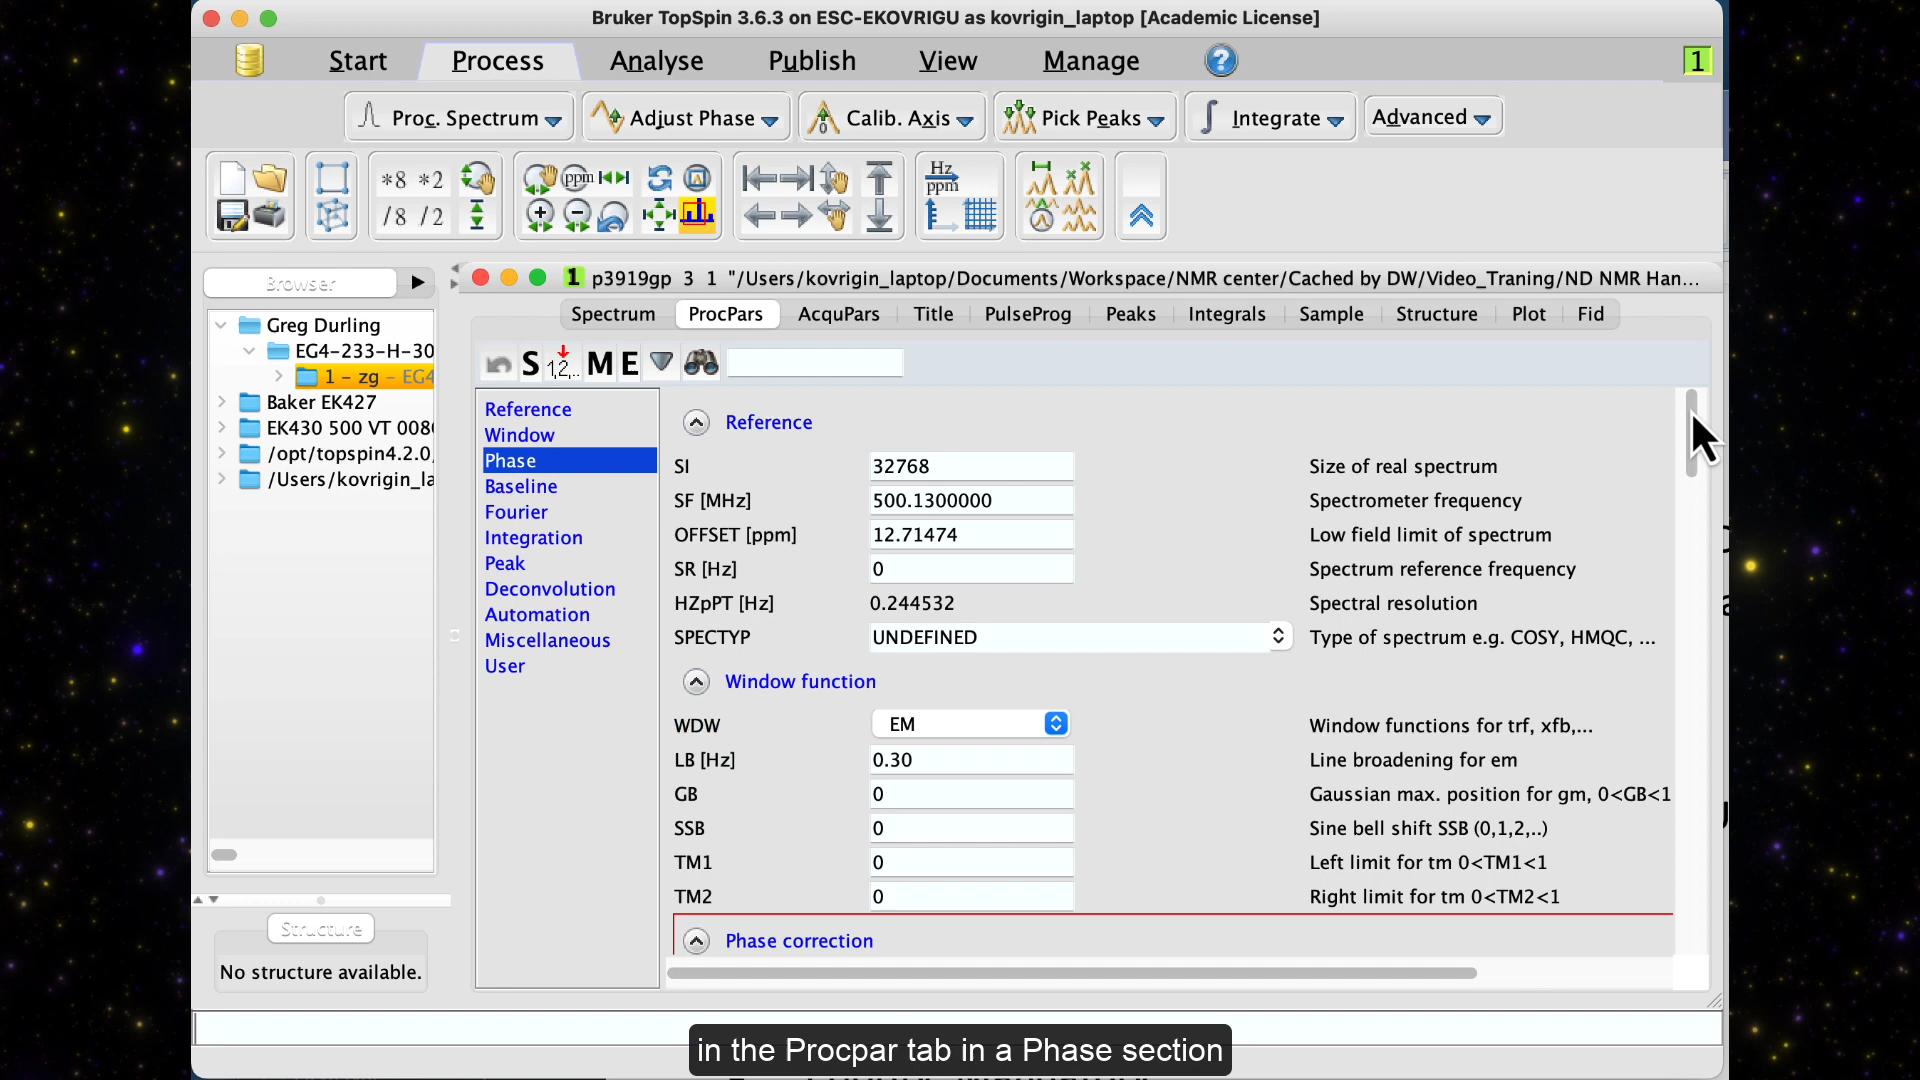 Bruker TopSpin 3.6.3 on ESC-EKOVRIGU as kovrigin_laptop [Academic License]
Start Process Analyse Publish View Manage ? 1
Proc. Spectrum Adjust Phase Calib. Axis Pick Peaks Integrate Advanced
*8 *2 ppm Hz ppm
/8 /2
Browser
1 p3919gp 3 1 "/Users/kovrigin_laptop/Documents/Workspace/NMR center/Cached by DW/Video_Traning/ND NMR Han...
Spectrum ProcPars AcquPars Title PulseProg Peaks Integrals Sample Structure Plot Fid
S 1,2,.. M E
Greg Durling
EG4-233-H-30
1 - zg - EG4
Baker EK427
EK430 500 VT 008
/opt/topspin4.2.0
/Users/kovrigin_la
Structure
No structure available.
Reference
Window
Phase
Baseline
Fourier
Integration
Peak
Deconvolution
Automation
Miscellaneous
User
Reference
SI 32768 Size of real spectrum
SF [MHz] 500.1300000 Spectrometer frequency
OFFSET [ppm] 12.71474 Low field limit of spectrum
SR [Hz] 0 Spectrum reference frequency
HZpPT [Hz] 0.244532 Spectral resolution
SPECTYP UNDEFINED Type of spectrum e.g. COSY, HMQC, ...
Window function
WDW EM Window functions for trf, xfb,...
LB [Hz] 0.30 Line broadening for em
GB 0 Gaussian max. position for gm, 0<GB<1
SSB 0 Sine bell shift SSB (0,1,2,..)
TM1 0 Left limit for tm 0<TM1<1
TM2 0 Right limit for tm 0<TM2<1
Phase correction
in the Procpar tab in a Phase section